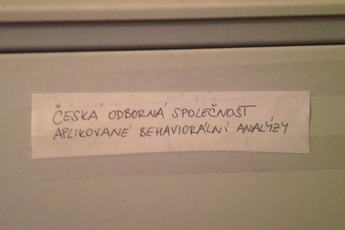 ČESKÁ ODBORNÁ SPOLEČNOST
APLIKOVANÉ BEHAVIORÁLNÍ ANALÝZY